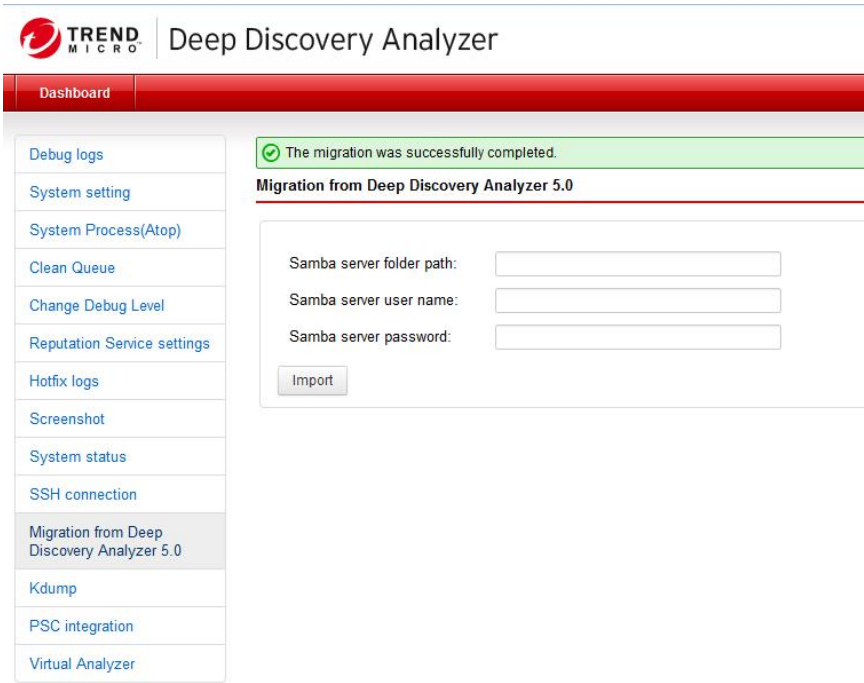 TREND MICRO Deep Discovery Analyzer
Dashboard
Debug logs
System setting
System Process(Atop)
Clean Queue
Change Debug Level
Reputation Service settings
Hotfix logs
Screenshot
System status
SSH connection
Migration from Deep
Discovery Analyzer 5.0
Kdump
PSC integration
Virtual Analyzer
The migration was successfully completed.
Migration from Deep Discovery Analyzer 5.0
Samba server folder path:
Samba server user name:
Samba server password:
Import